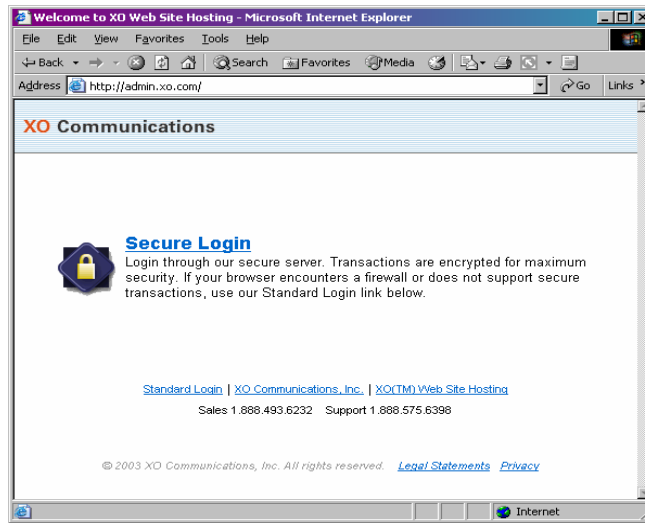 Welcome to XO Web Site Hosting - Microsoft Internet Explorer
File Edit View Favorites Tools Help
Back Search Favorites Media
Address http://admin.xo.com/ Go Links
XO Communications
Secure Login
Login through our secure server. Transactions are encrypted for maximum
security. If your browser encounters a firewall or does not support secure
transactions, use our Standard Login link below.
Standard Login | XO Communications, Inc. | XO(TM) Web Site Hosting
Sales 1.888.493.6232 Support 1.888.575.6398
© 2003 XO Communications, Inc. All rights reserved. Legal Statements Privacy
Internet